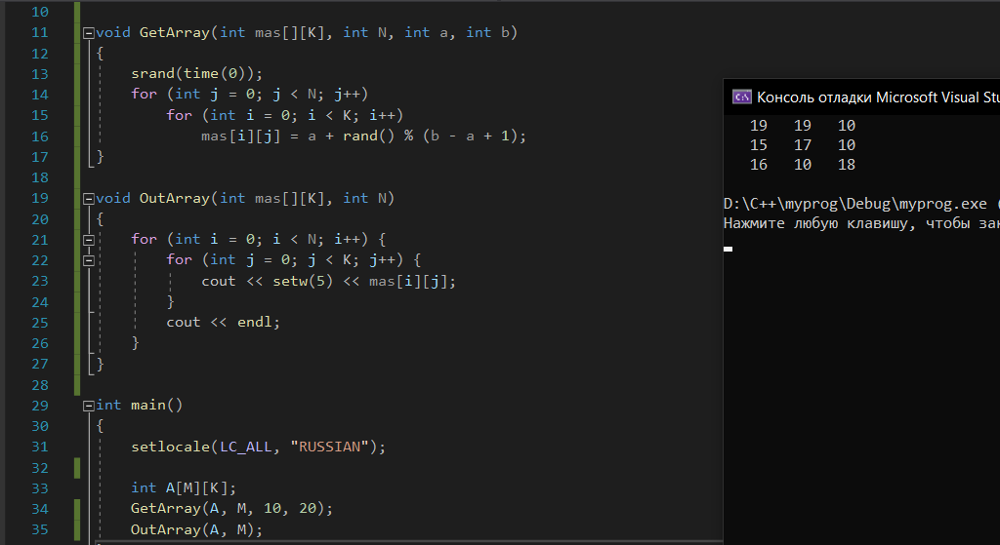 10
11 void GetArray(int mas[][K], int N, int a, int b)
12 {
13 srand(time(0));
14 for (int j = 0; j < N; j++)
15 for (int i = 0; i < K; i++)
16 mas[i][j] = a + rand() % (b - a + 1);
17 }
18
19 void OutArray(int mas[][K], int N)
20 {
21 for (int i = 0; i < N; i++) {
22 for (int j = 0; j < K; j++) {
23 cout << setw(5) << mas[i][j];
24 }
25 cout << endl;
26 }
27 }
28
29 int main()
30 {
31 setlocale(LC_ALL, "RUSSIAN");
32
33 int A[M][K];
34 GetArray(A, M, 10, 20);
35 OutArray(A, M);
C:\ Консоль отладки Microsoft Visual Stu
19 19 10
15 17 10
16 10 18
D:\C++\myprog\Debug\myprog.exe (
Нажмите любую клавишу, чтобы зак